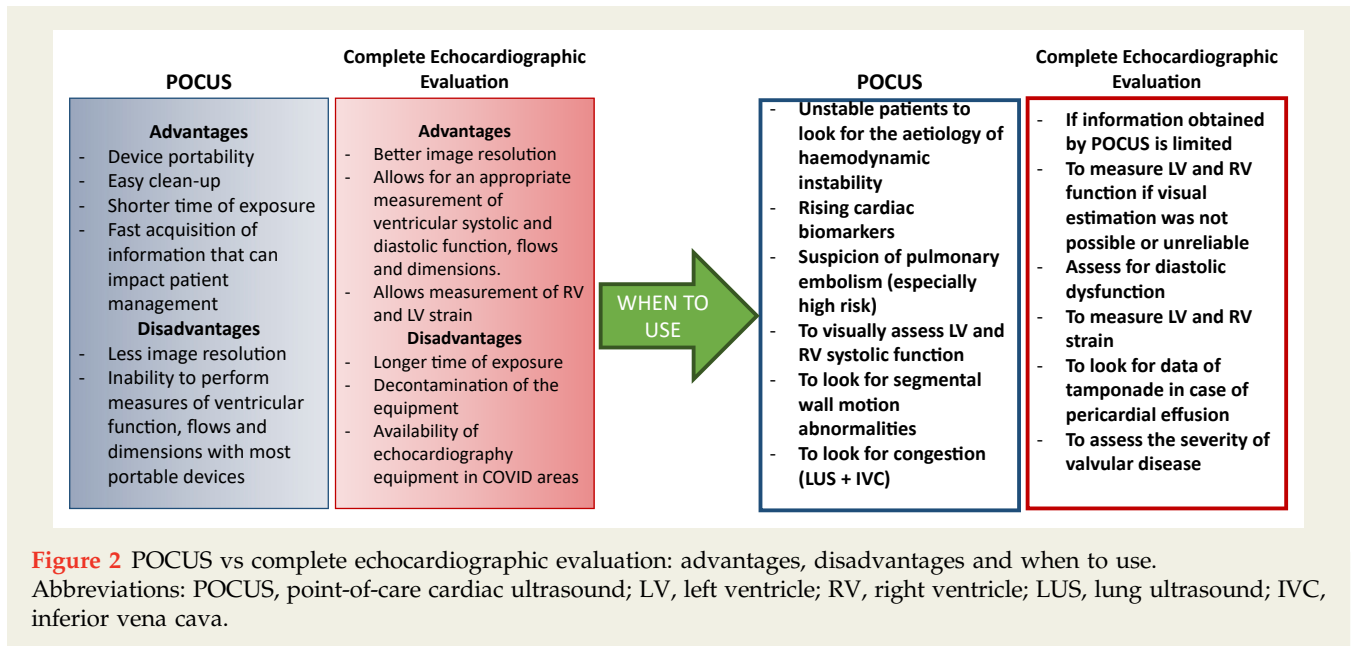 POCUS
Advantages
- Device portability
- Easy clean-up
- Shorter time of exposure
- Fast acquisition of
information that can
impact patient
management
Disadvantages
- Less image resolution
- Inability to perform
measures of ventricular
function, flows and
dimensions with most
portable devices
Complete Echocardiographic
Evaluation
Advantages
- Better image resolution
- Allows for an appropriate
measurement of
ventricular systolic and
diastolic function, flows
and dimensions.
- Allows measurement of RV
and LV strain
Disadvantages
- Longer time of exposure
- Decontamination of the
equipment
- Availability of
echocardiography
equipment in COVID areas
WHEN TO
USE
POCUS
- Unstable patients to
look for the aetiology of
haemodynamic
instability
- Rising cardiac
biomarkers
- Suspicion of pulmonary
embolism (especially
high risk)
- To visually assess LV and
RV systolic function
- To look for segmental
wall motion
abnormalities
- To look for congestion
(LUS + IVC)
Complete Echocardiographic
Evaluation
- If information obtained
by POCUS is limited
- To measure LV and RV
function if visual
estimation was not
possible or unreliable
- Assess for diastolic
dysfunction
- To measure LV and RV
strain
- To look for data of
tamponade in case of
pericardial effusion
- To assess the severity of
valvular disease
Figure 2 POCUS vs complete echocardiographic evaluation: advantages, disadvantages and when to use.
Abbreviations: POCUS, point-of-care cardiac ultrasound; LV, left ventricle; RV, right ventricle; LUS, lung ultrasound; IVC,
inferior vena cava.